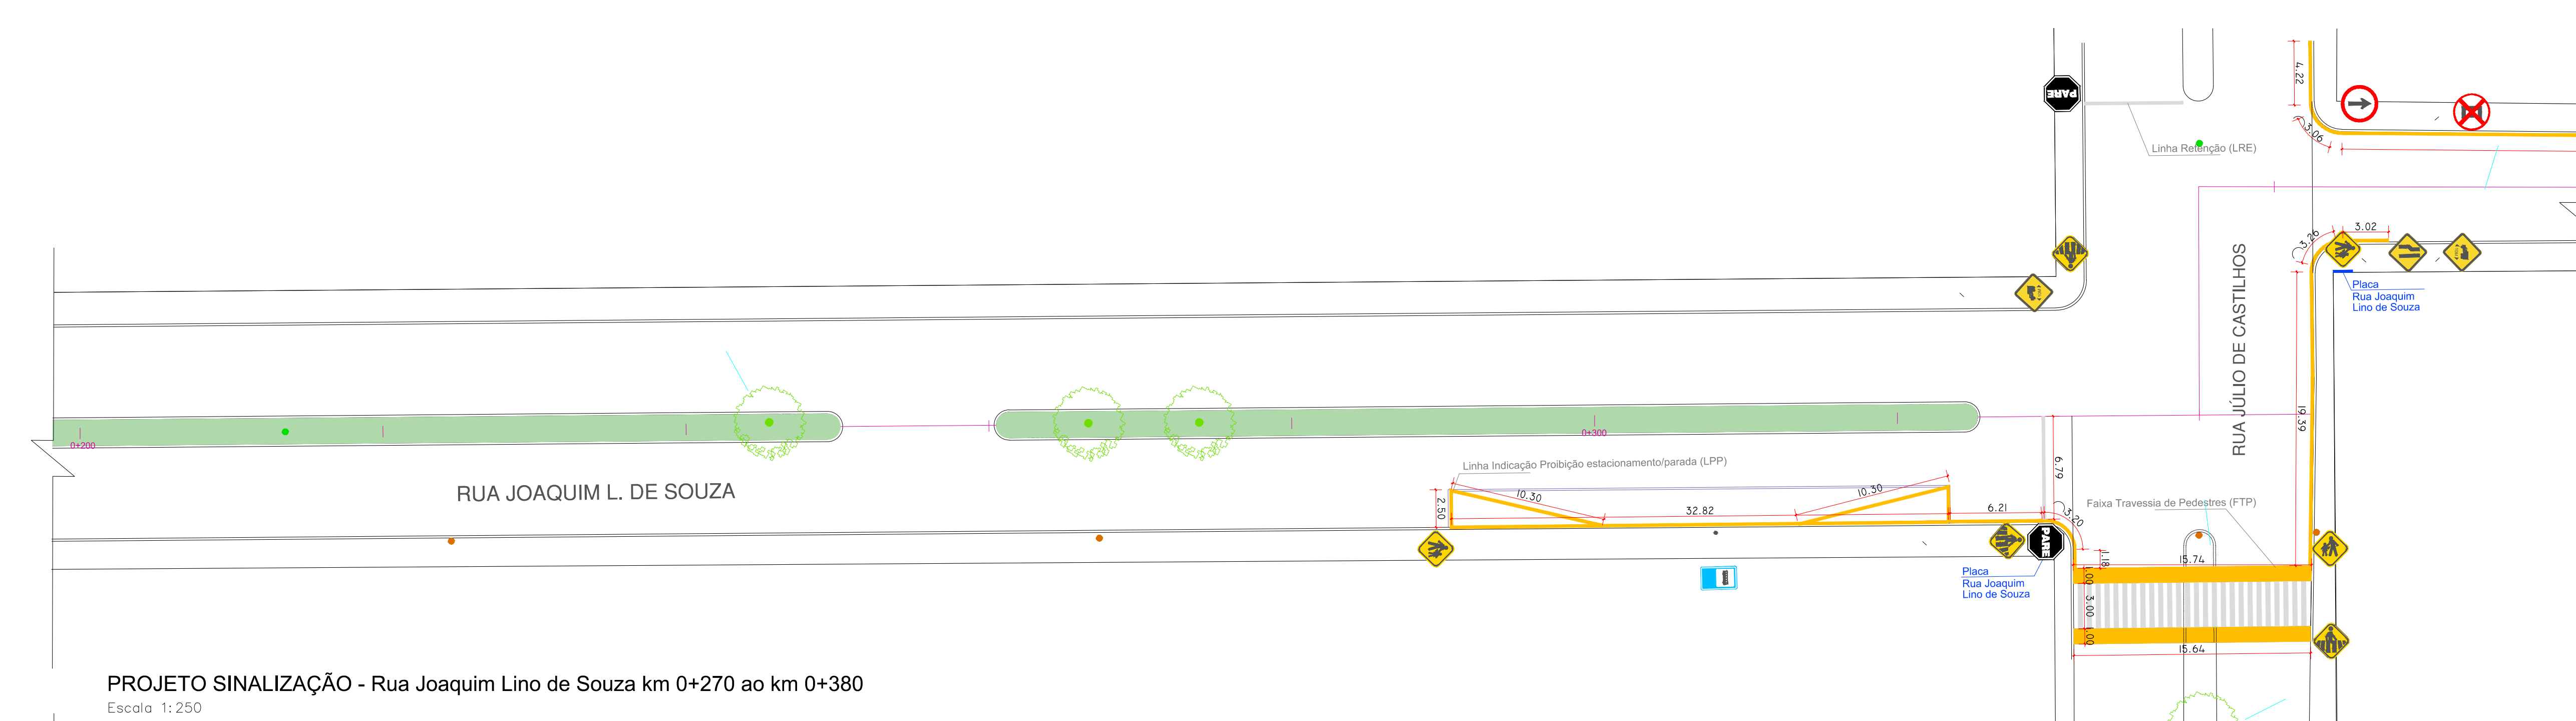 PARE
4.22
3.06
Linha Retenção (LRE)
3.26
3.02
Placa
Rua Joaquim
Lino de Souza
RUA JÚLIO DE CASTILHOS
19.39
0+200
0+300
RUA JOAQUIM L. DE SOUZA
Linha Indicação Proibição estacionamento/parada (LPP)
2.50
10.30
32.82
10.30
6.21
6.79
3.20
PARE
Faixa Travessia de Pedestres (FTP)
1.18
15.74
1.00
3.00
1.00
15.64
Placa
Rua Joaquim
Lino de Souza
PROJETO SINALIZAÇÃO - Rua Joaquim Lino de Souza km 0+270 ao km 0+380
Escala 1:250